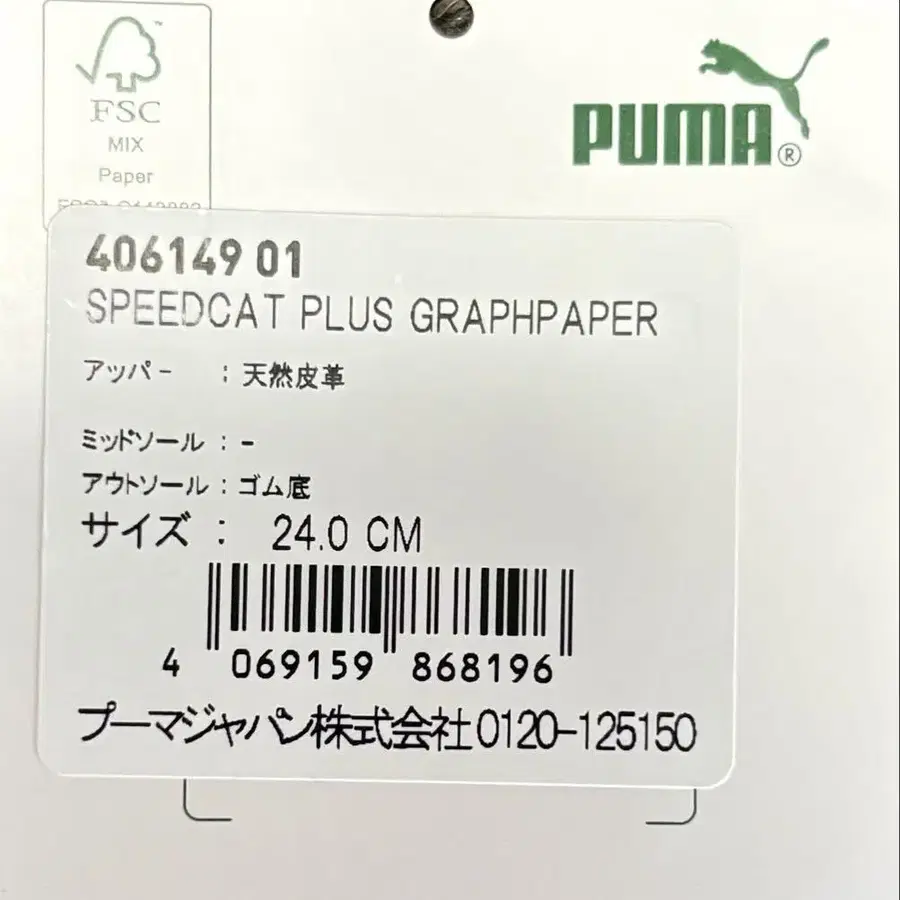 FSC
MIX
Paper
PUMA®
406149 01
SPEEDCAT PLUS GRAPHPAPER
アッパー : 天然皮革
ミッドソール : -
アウトソール : ゴム底
サイズ : 24.0 CM
4 069159 868196
プーマジャパン株式会社0120-125150